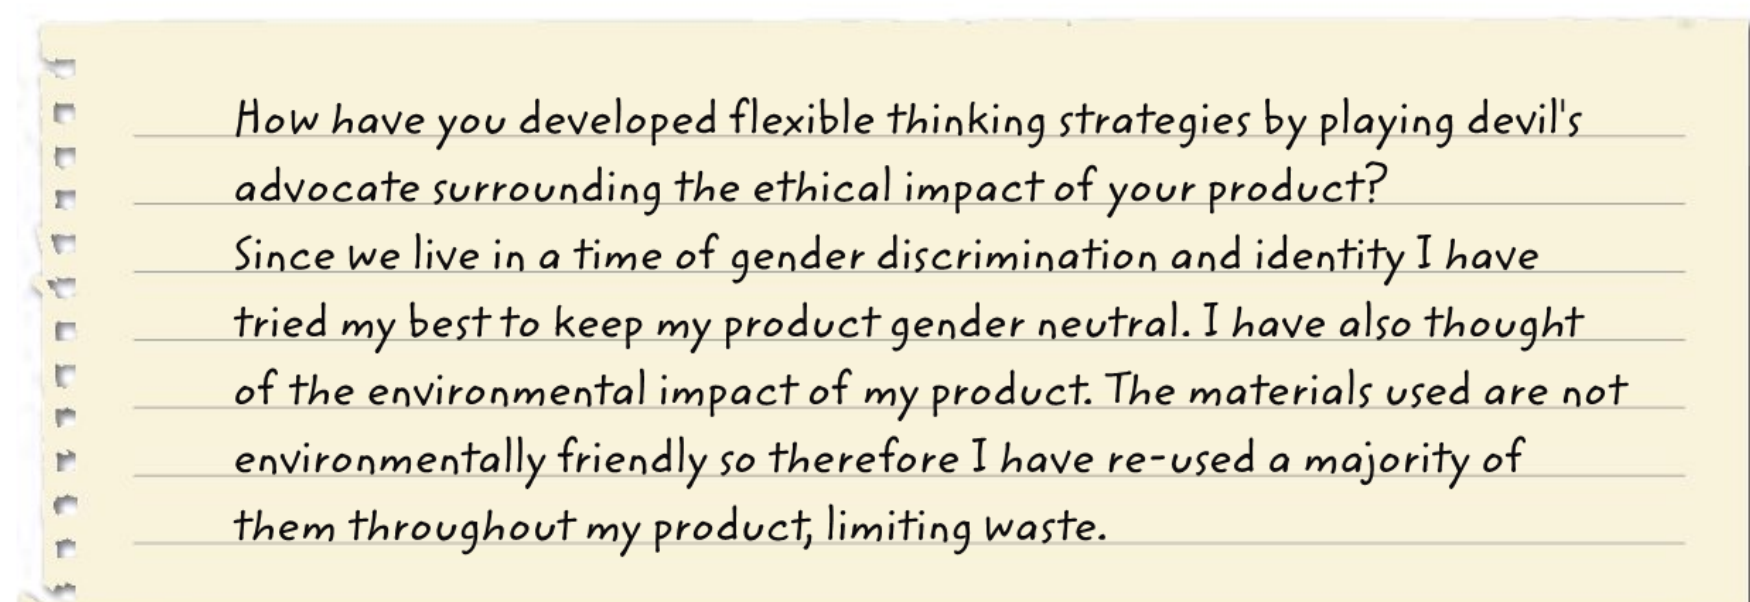 How have you developed flexible thinking strategies by playing devil's
advocate surrounding the ethical impact of your product?
Since we live in a time of gender discrimination and identity I have
tried my best to keep my product gender neutral. I have also thought
of the environmental impact of my product. The materials used are not
environmentally friendly so therefore I have re-used a majority of
them throughout my product, limiting waste.